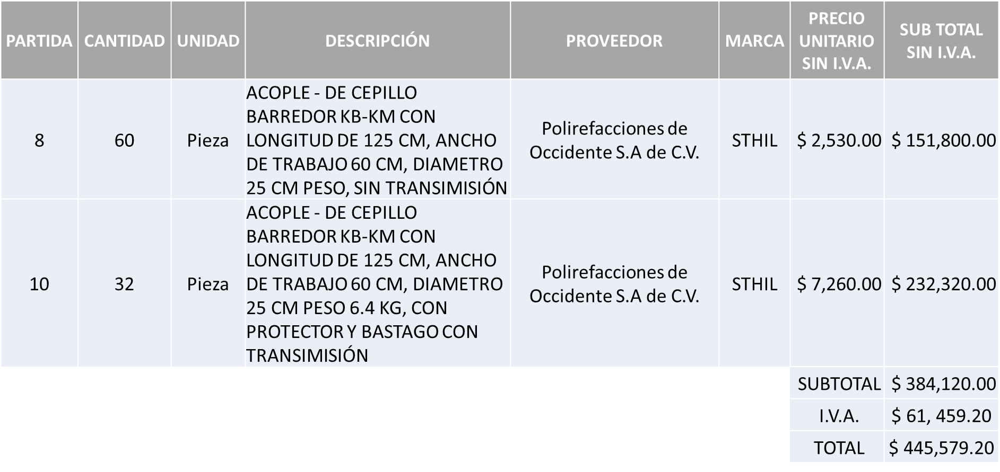 PARTIDA CANTIDAD UNIDAD DESCRIPCIÓN PROVEEDOR MARCA PRECIO UNITARIO SIN I.V.A. SUB TOTAL SIN I.V.A.
8 60 Pieza
ACOPLE - DE CEPILLO
BARREDOR KB-KM CON
LONGITUD DE 125 CM, ANCHO
DE TRABAJO 60 CM, DIAMETRO
25 CM PESO, SIN TRANSIMISIÓN
Polirefacciones de
Occidente S.A de C.V.
STHIL $ 2,530.00 $ 151,800.00
10 32 Pieza
ACOPLE - DE CEPILLO
BARREDOR KB-KM CON
LONGITUD DE 125 CM, ANCHO
DE TRABAJO 60 CM, DIAMETRO
25 CM PESO 6.4 KG, CON
PROTECTOR Y BASTAGO CON
TRANSIMISIÓN
Polirefacciones de
Occidente S.A de C.V.
STHIL $ 7,260.00 $ 232,320.00
SUBTOTAL $ 384,120.00
I.V.A. $ 61, 459.20
TOTAL $ 445,579.20